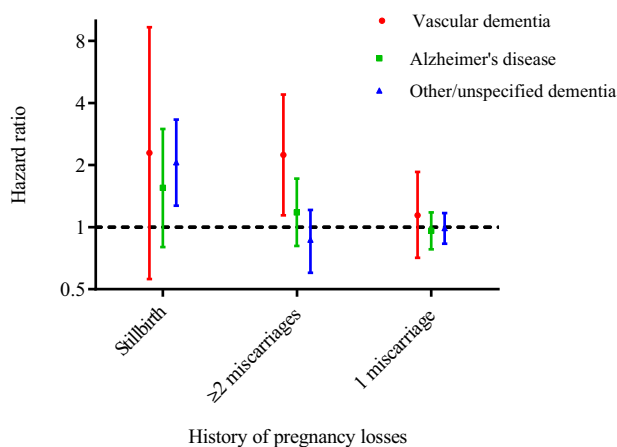 Vascular dementia
Alzheimer's disease
Other/unspecified dementia
Hazard ratio
8
4
2
1
0.5
Stillbirth
≥2 miscarriages
1 miscarriage
History of pregnancy losses